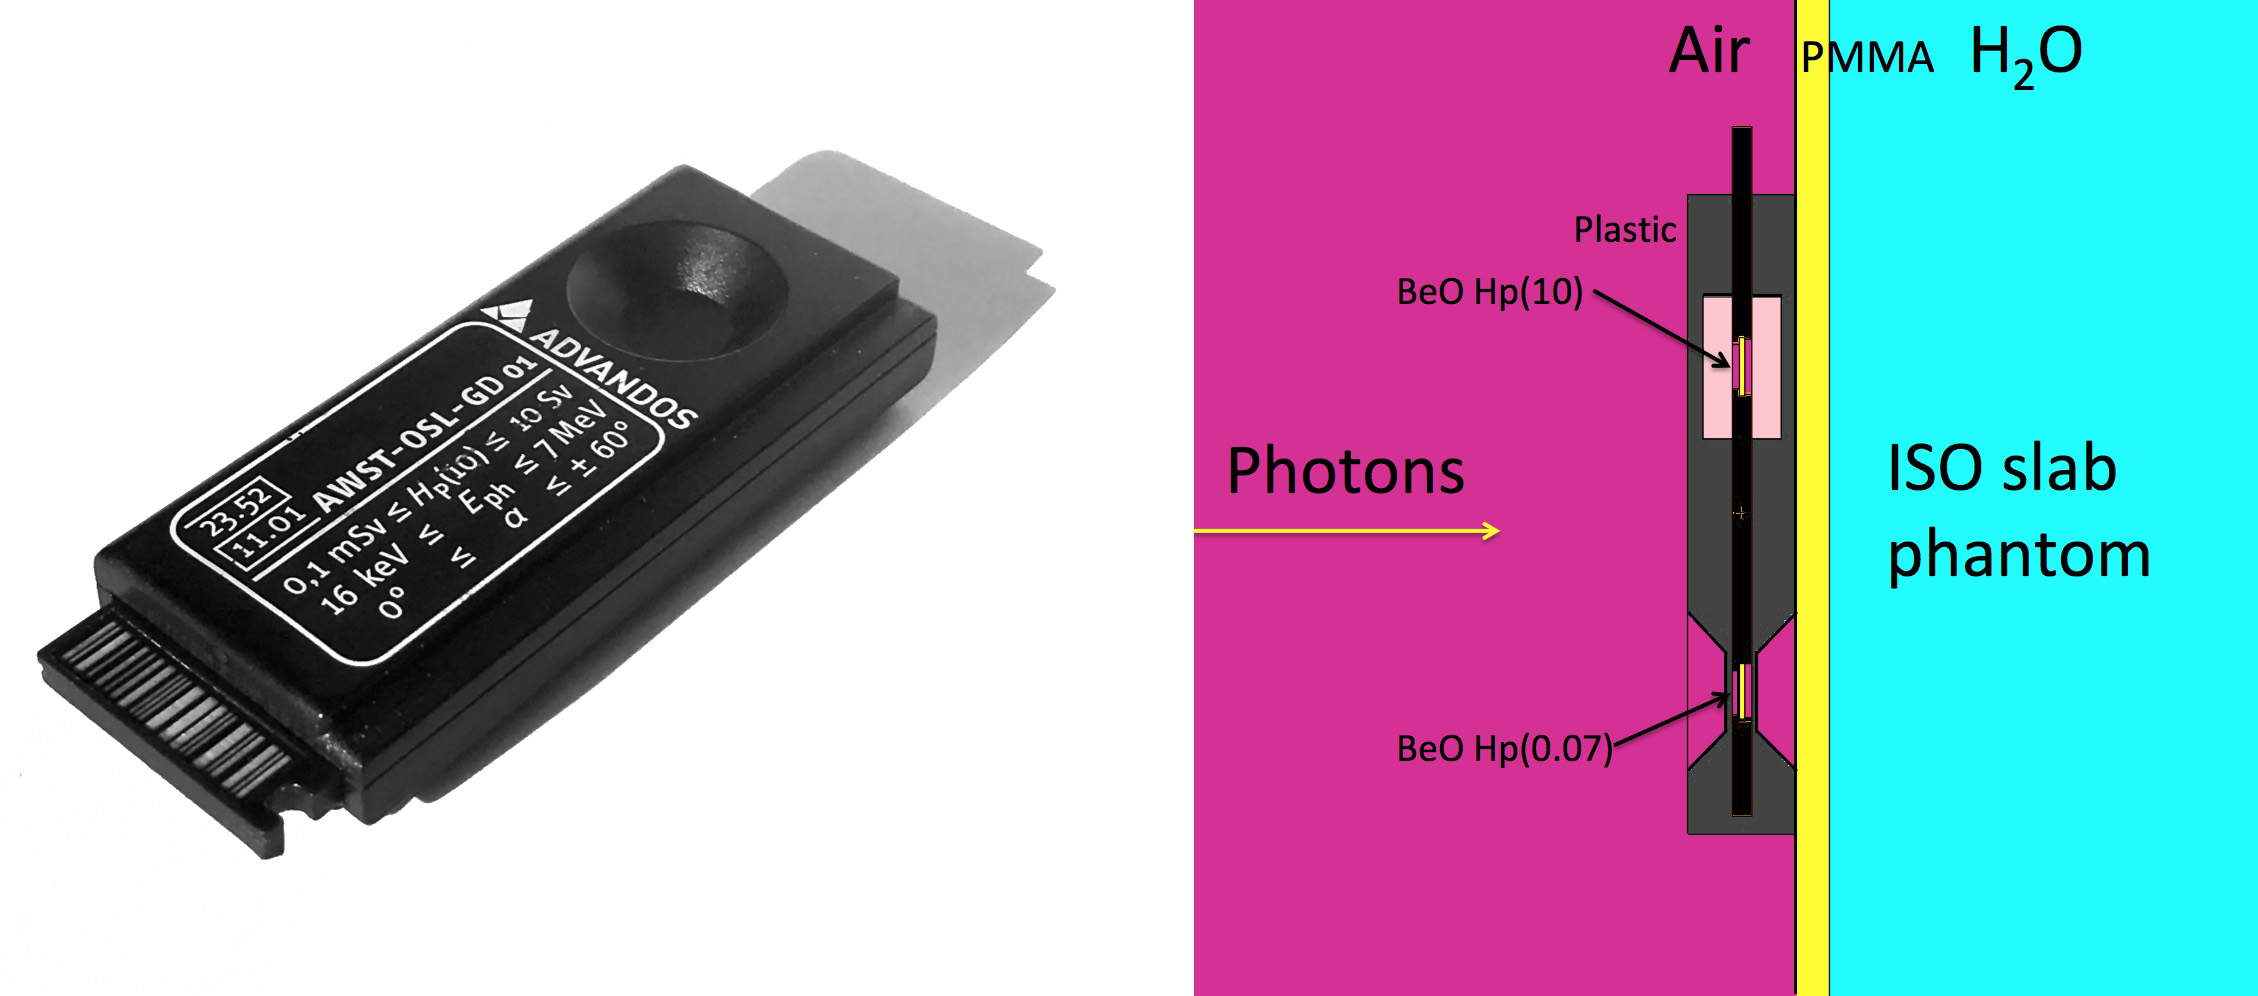 ADVANDOS
23.52
11.01
AWST-OSL-GD 01
0,1 mSv ≤ Hp(10) ≤ 10 Sv
16 keV ≤ Eph ≤ 7 MeV
0° ≤ α ≤ ± 60°
Air PMMA H₂O
Plastic
BeO Hp(10)
Photons
ISO slab
phantom
BeO Hp(0.07)